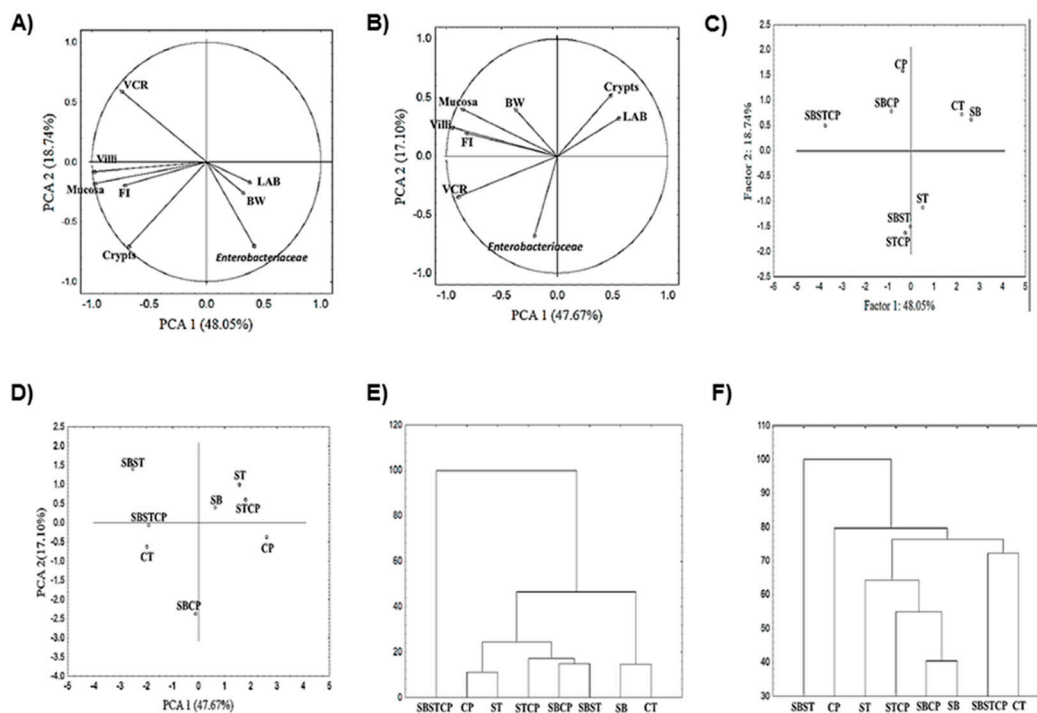 A)
1.0
0.5
0.0
-0.5
-1.0
PCA 2 (18.74%)
VCR
Villi
Mucosa
FI
LAB
BW
Crypts
Enterobacteriaceae
-1.0 -0.5 0.0 0.5 1.0
PCA 1 (48.05%)
B)
1.0
0.5
0.0
-0.5
-1.0
PCA 2 (17.10%)
Mucosa
BW
Crypts
Villi
FI
LAB
VCR
Enterobacteriaceae
-1.0 -0.5 0.0 0.5 1.0
PCA 1 (47.67%)
C)
2.5
2.0
1.5
1.0
0.5
0.0
-0.5
-1.0
-1.5
-2.0
-2.5
Factor 2: 18.74%
CP
SBCP
SBSTCP
CT
SB
ST
SBST
STCP
-5 -4 -3 -2 -1 0 1 2 3 4 5
Factor 1: 48.05%
D)
2.5
2.0
1.5
1.0
0.5
0.0
-0.5
-1.0
-1.5
-2.0
-2.5
-3.0
-3.5
-4.0
PCA 2(17.10%)
SBST
ST
SB
STCP
SBSTCP
CT
CP
SBCP
-5 -4 -3 -2 -1 0 1 2 3 4 5
PCA 1 (47.67%)
E)
120
100
80
60
40
20
0
SBSTCP CP ST STCP SBCP SBST SB CT
F)
110
100
90
80
70
60
50
40
30
SBST CP ST STCP SBCP SB SBSTCP CT